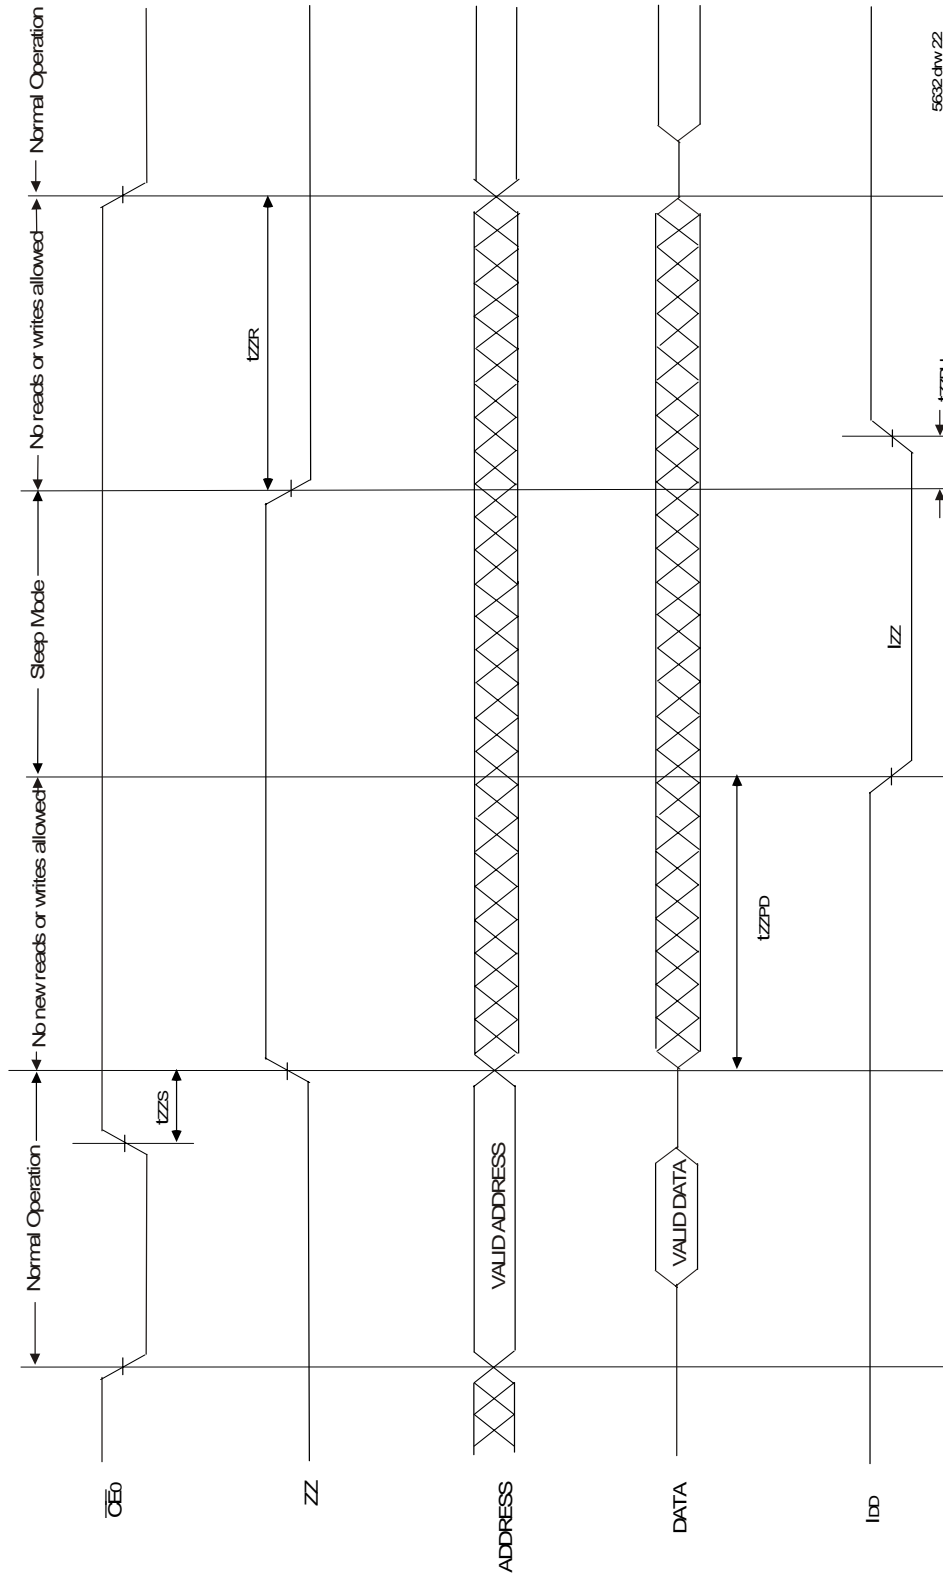 Normal Operation
No new reads or writes allowed
Sleep Mode
No reads or writes allowed
Normal Operation
C̅E̅0
tZZS
tZZR
ZZ
ADDRESS
VALID ADDRESS
DATA
VALID DATA
tZZPD
IDD
IZZ
5632 drw 22